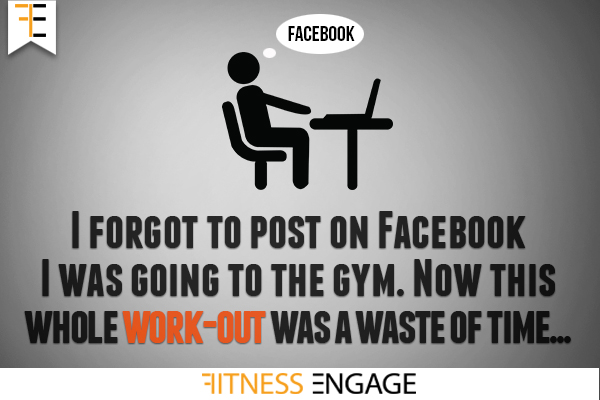 FE
FACEBOOK
I FORGOT TO POST ON FACEBOOK
I WAS GOING TO THE GYM. NOW THIS
WHOLE WORK-OUT WAS A WASTE OF TIME...
FITNESS ENGAGE